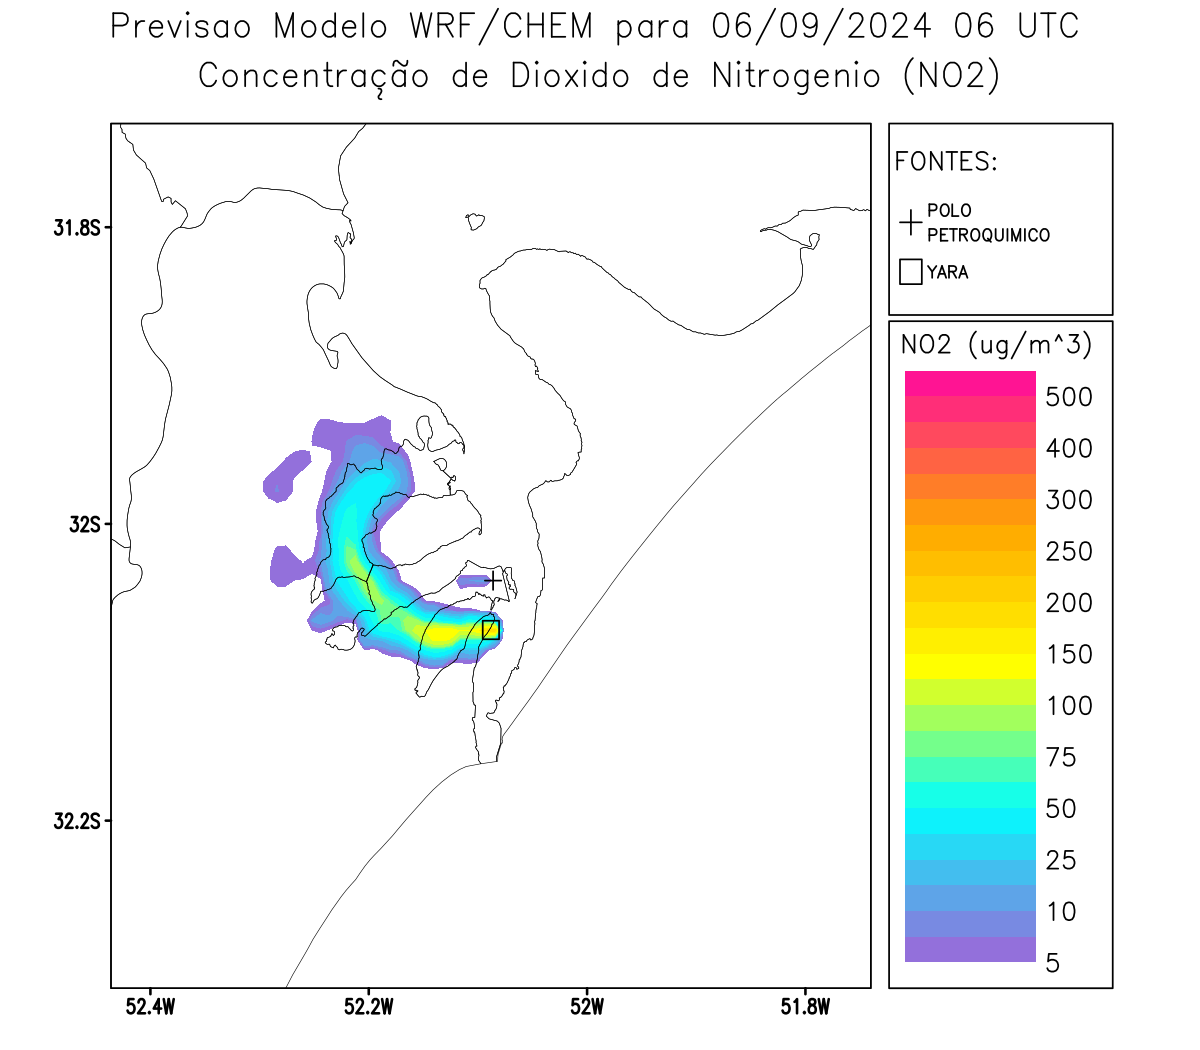 Previsao Modelo WRF/CHEM para 06/09/2024 06 UTC
Concentração de Dioxido de Nitrogenio (NO2)
FONTES:
POLO
PETROQUIMICO
YARA
NO2 (ug/m^3)
500
400
300
250
200
150
100
75
50
25
10
5
31.8S
32S
32.2S
52.4W
52.2W
52W
51.8W